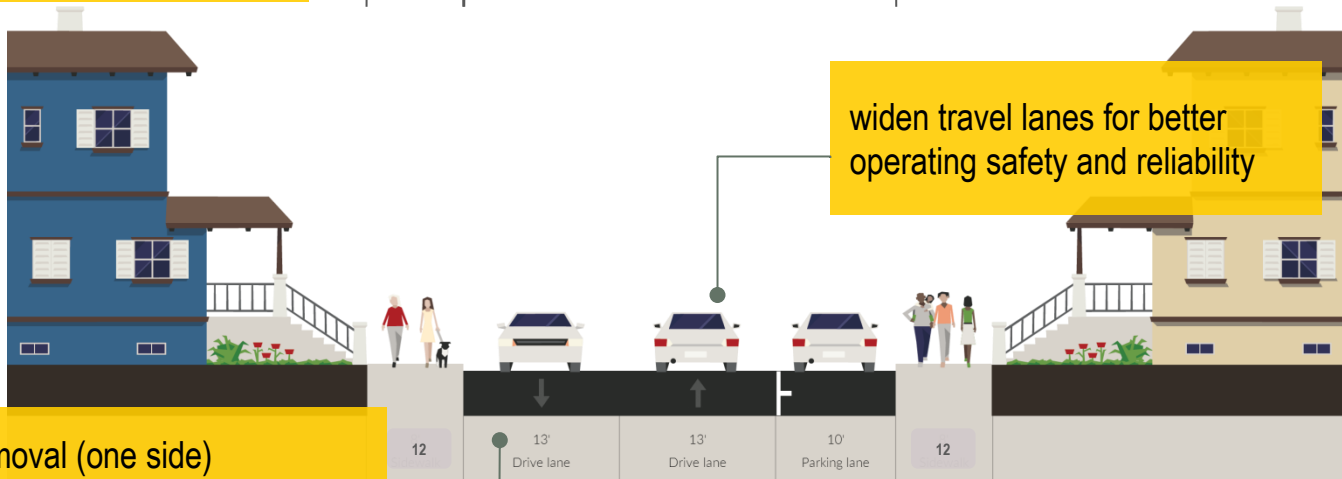 widen travel lanes for better
operating safety and reliability
12
13'
Drive lane
13'
Drive lane
10'
Parking lane
12
(one side)